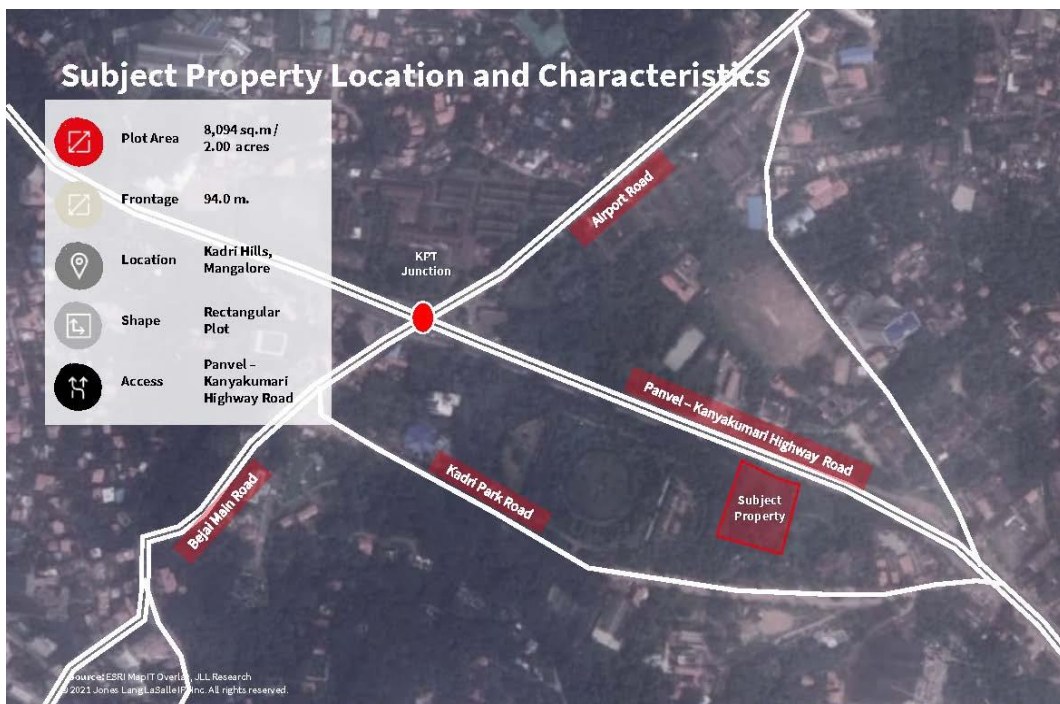 Subject Property Location and Characteristics
Plot Area
8,094 sq.m /
2.00 acres
Frontage
94.0 m.
Location
Kadri Hills,
Mangalore
Shape
Rectangular
Plot
Access
Panvel –
Kanyakumari
Highway Road
KPT
Junction
Airport Road
Panvel – Kanyakumari Highway Road
Kadri Park Road
Bejai Main Road
Subject
Property
Source: ESRI MapIT Overlay, JLL Research
© 2021 Jones Lang LaSalle IP, Inc. All rights reserved.